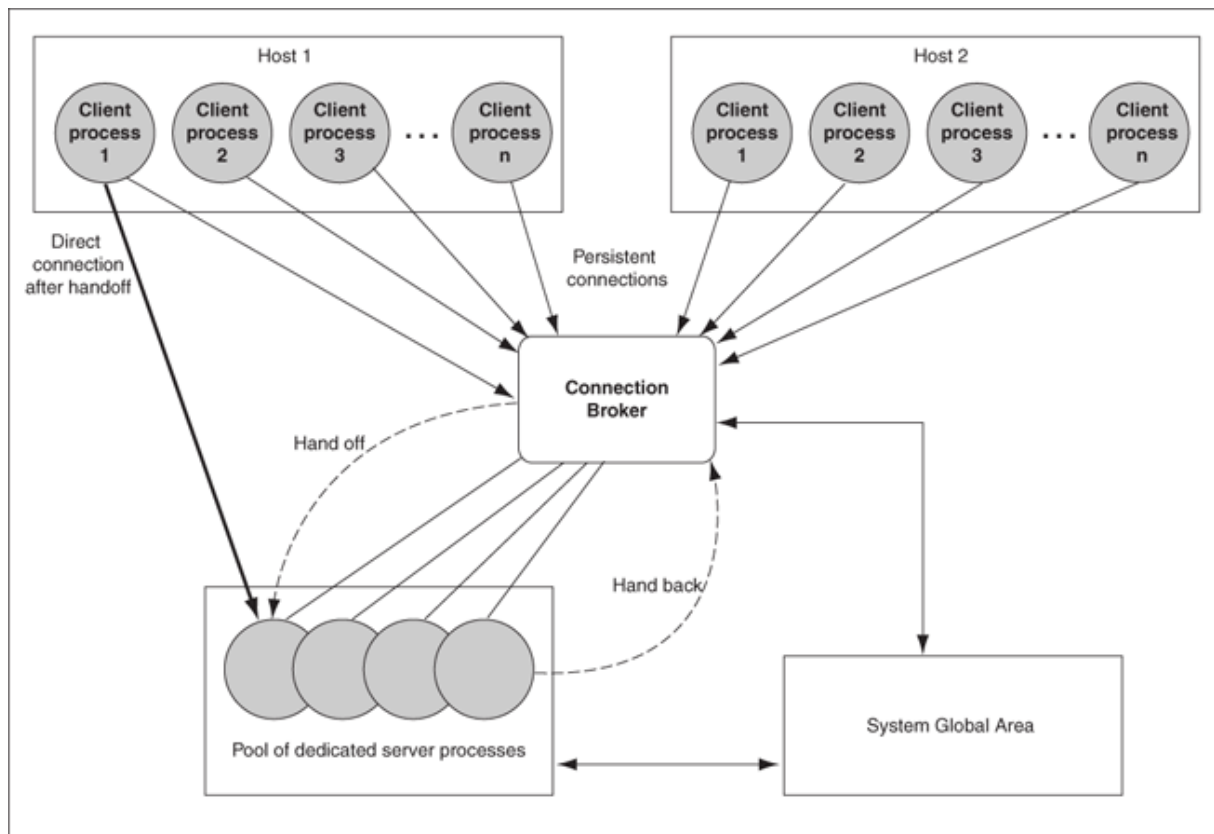 Host 1
Host 2
Client
process
1
Client
process
2
Client
process
3
...
Client
process
n
Client
process
1
Client
process
2
Client
process
3
...
Client
process
n
Direct
connection
after handoff
Persistent
connections
Connection
Broker
Hand off
Hand back
Pool of dedicated server processes
System Global Area